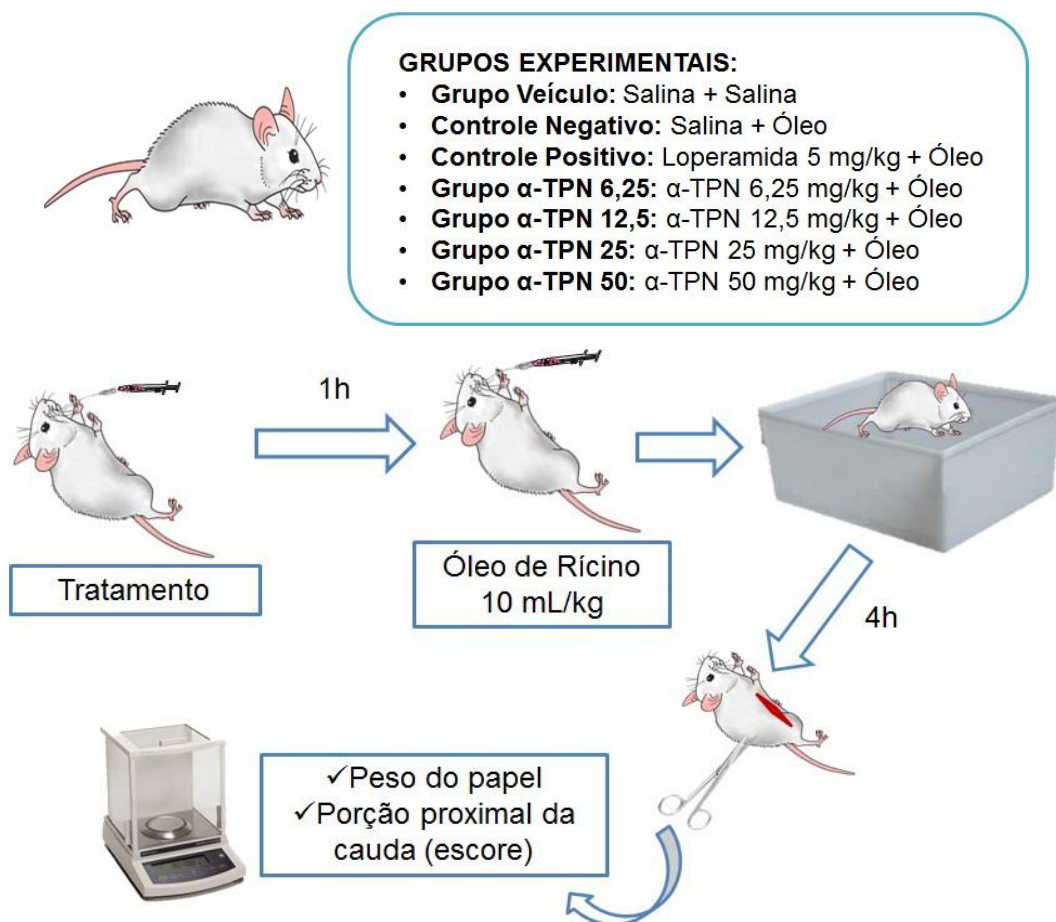 GRUPOS EXPERIMENTAIS:
• Grupo Veículo: Salina + Salina
• Controle Negativo: Salina + Óleo
• Controle Positivo: Loperamida 5 mg/kg + Óleo
• Grupo α-TPN 6,25: α-TPN 6,25 mg/kg + Óleo
• Grupo α-TPN 12,5: α-TPN 12,5 mg/kg + Óleo
• Grupo α-TPN 25: α-TPN 25 mg/kg + Óleo
• Grupo α-TPN 50: α-TPN 50 mg/kg + Óleo
1h
Tratamento
Óleo de Rícino
10 mL/kg
4h
✓Peso do papel
✓Porção proximal da
cauda (escore)